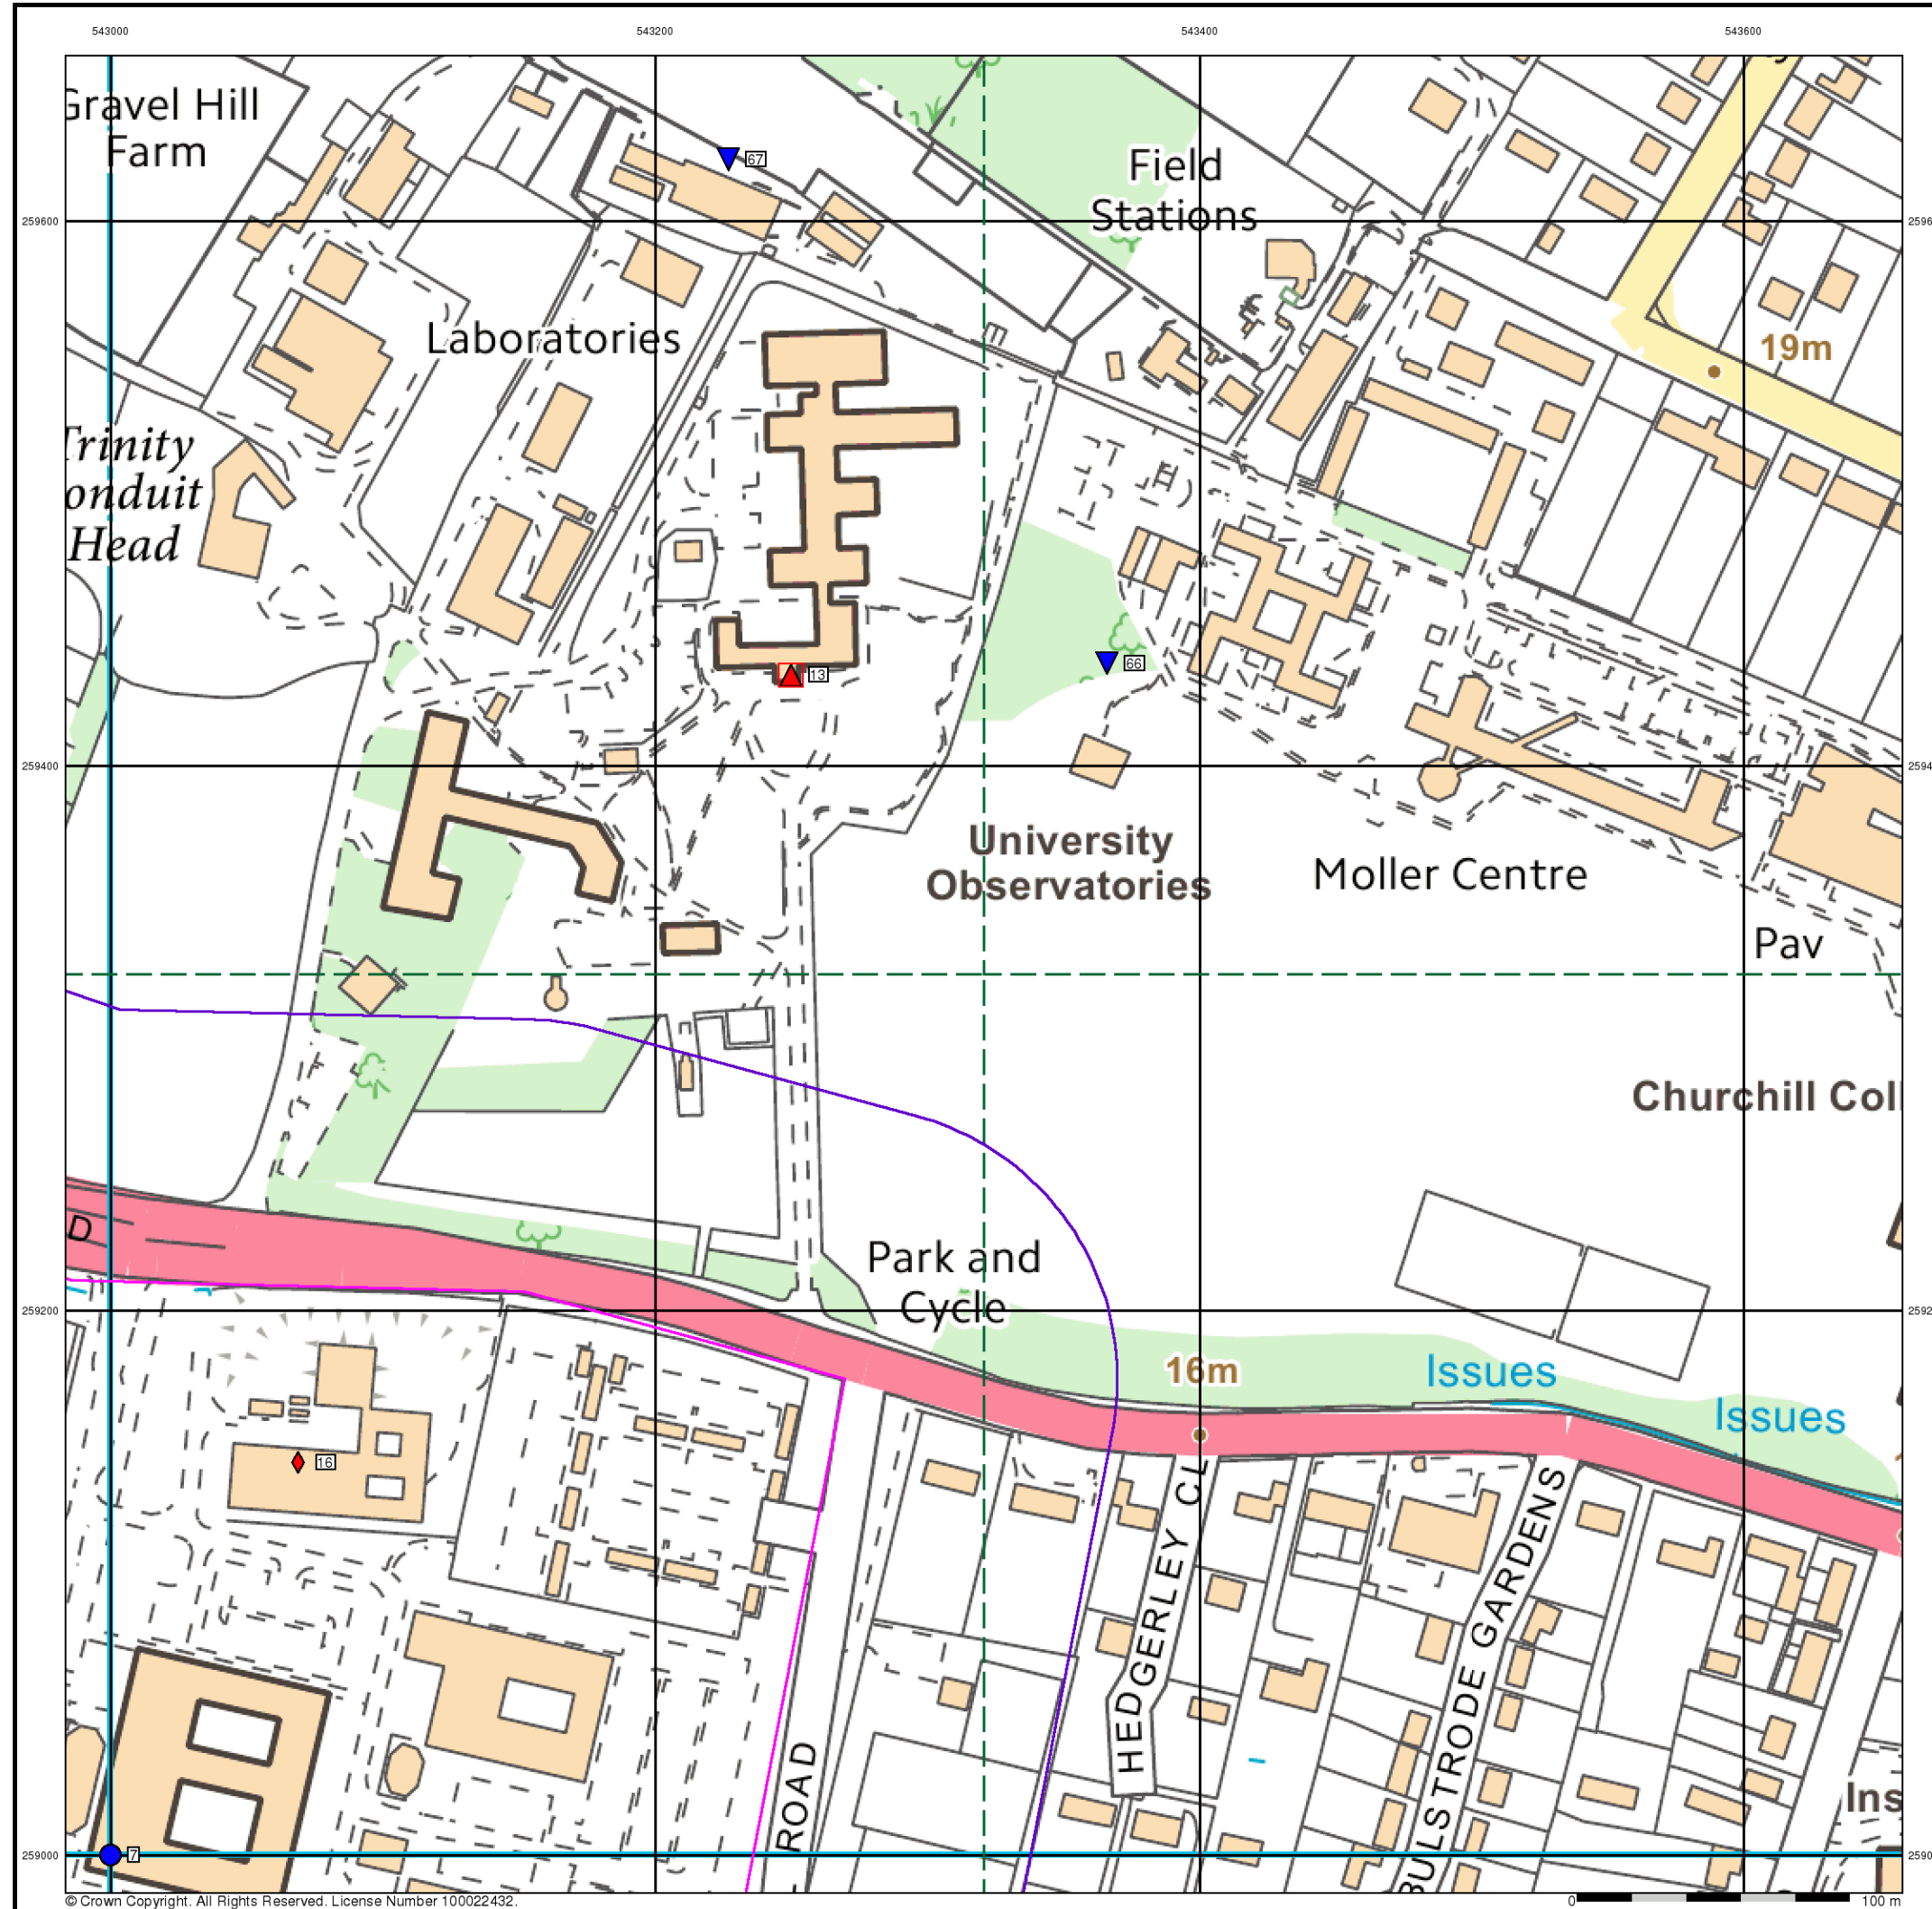 543000 543200 543400 543600
Gravel Hill
Farm
67
Field
Stations
259600
Laboratories
19m
Trinity
onduit
Head
66
13
259400
University
Observatories
Moller Centre
Pav
Churchill Col
D
Park and
Cycle
259200
16m
Issues
Issues
16
HEDGERLEY CL
BULSTRODE GARDENS
ROAD
Ins
259000
7
© Crown Copyright. All Rights Reserved. License Number 100022432.
0 100 m